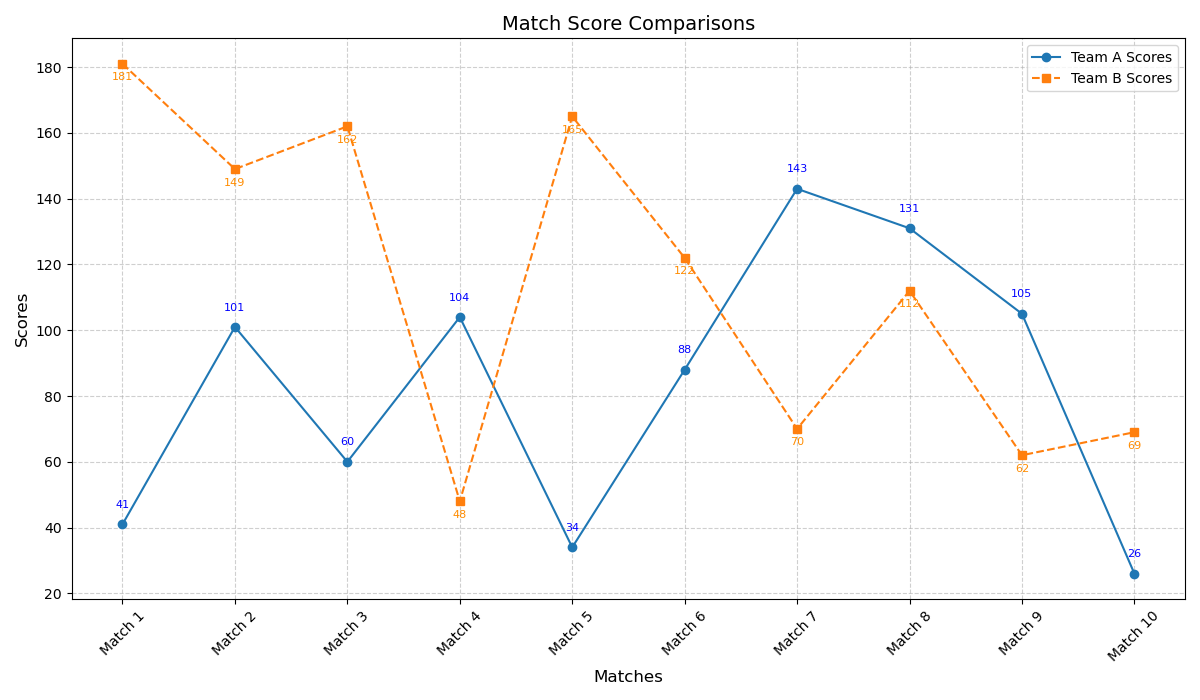 Match Score Comparisons
Team A Scores
Team B Scores
Scores
180
160
140
120
100
80
60
40
20
181
149
162
48
165
122
70
112
62
69
41
101
60
104
34
88
143
131
105
26
Match 1
Match 2
Match 3
Match 4
Match 5
Match 6
Match 7
Match 8
Match 9
Match 10
Matches